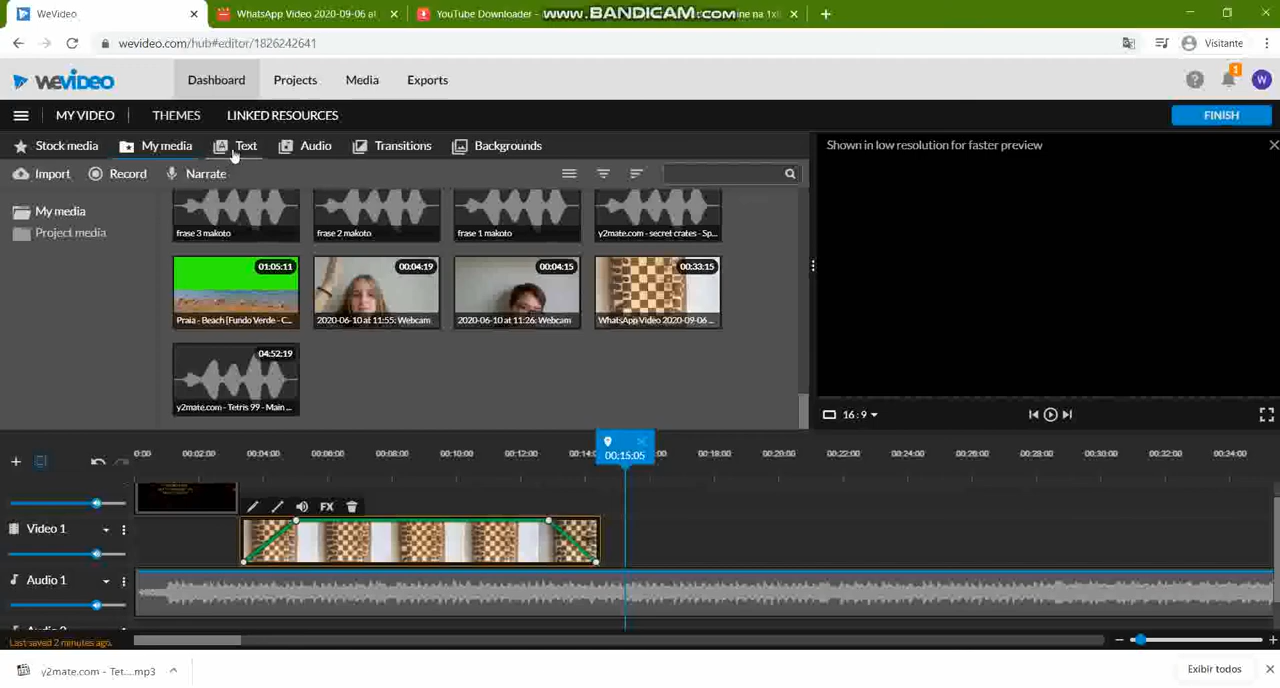 WeVideo
WhatsApp Video 2020-09-06 at
YouTube Downloader -
www.BANDICAM.com
ine na 1x
wevideo.com/hub#editor/1826242641
Visitante
WEVIDEO
Dashboard
Projects
Media
Exports
1
W
MY VIDEO
THEMES
LINKED RESOURCES
FINISH
Stock media
My media
Text
Audio
Transitions
Backgrounds
Shown in low resolution for faster preview
Import
Record
Narrate
My media
Project media
frase 3 makoto
frase 2 makoto
frase 1 makoto
y2mate.com - secret crates - Sp...
01:05:11
00:04:19
00:04:15
00:33:15
Praia - Beach [Fundo Verde - C...
2020-06-10 at 11:55: Webcam
2020-06-10 at 11:26: Webcam
WhatsApp Video 2020-09-06 ...
04:52:19
y2mate.com - Tetris 99 - Main ...
16:9
0:00
00:02:00
00:04:00
00:06:00
00:08:00
00:10:00
00:12:00
00:14:0
00:15:05
00:18:00
00:20:00
00:22:00
00:24:00
00:26:00
00:28:00
00:30:00
00:32:00
00:34:00
FX
Video 1
Audio 1
Last saved 2 minutes ago.
y2mate.com - Tet....mp3
Exibir todos